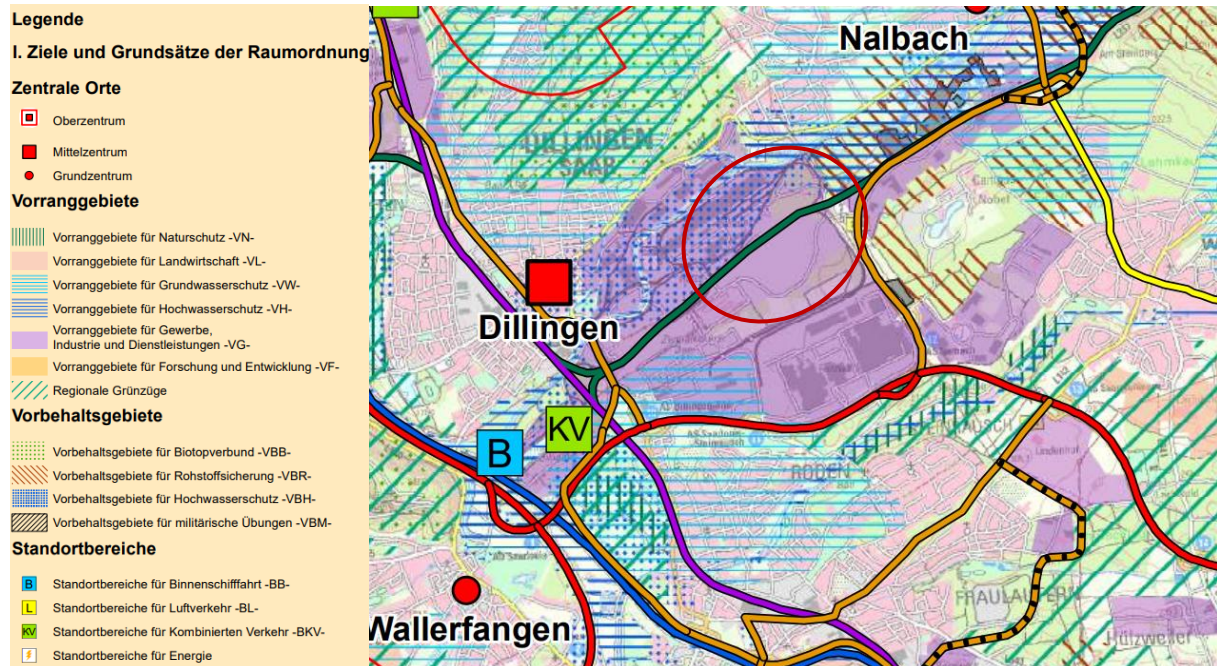 Legende
I. Ziele und Grundsätze der Raumordnung
Zentrale Orte
Oberzentrum
Mittelzentrum
Grundzentrum
Vorranggebiete
Vorranggebiete für Naturschutz -VN-
Vorranggebiete für Landwirtschaft -VL-
Vorranggebiete für Grundwasserschutz -VW-
Vorranggebiete für Hochwasserschutz -VH-
Vorranggebiete für Gewerbe,
Industrie und Dienstleistungen -VG-
Vorranggebiete für Forschung und Entwicklung -VF-
Regionale Grünzüge
Vorbehaltsgebiete
Vorbehaltsgebiete für Biotopverbund -VBB-
Vorbehaltsgebiete für Rohstoffsicherung -VBR-
Vorbehaltsgebiete für Hochwasserschutz -VBH-
Vorbehaltsgebiete für militärische Übungen -VBM-
Standortbereiche
B Standortbereiche für Binnenschifffahrt -BB-
L Standortbereiche für Luftverkehr -BL-
KV Standortbereiche für Kombinierten Verkehr -BKV-
Standortbereiche für Energie
Nalbach
DILLINGEN
SAAR
Dillingen
KV
B
RODEN
FRAULAUTERN
Hülzweiler
Wallerfangen